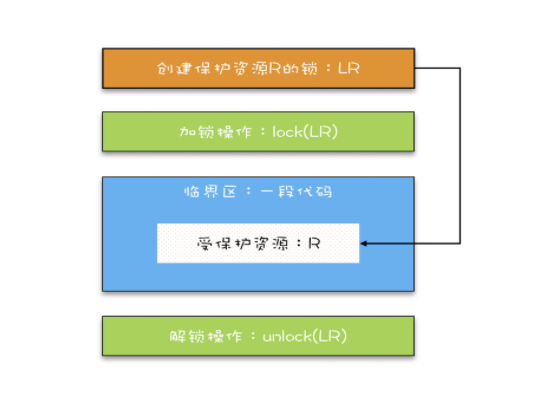 创建保护资源R的锁：LR
加锁操作：lock(LR)
临界区：一段代码
受保护资源：R
解锁操作：unlock(LR)